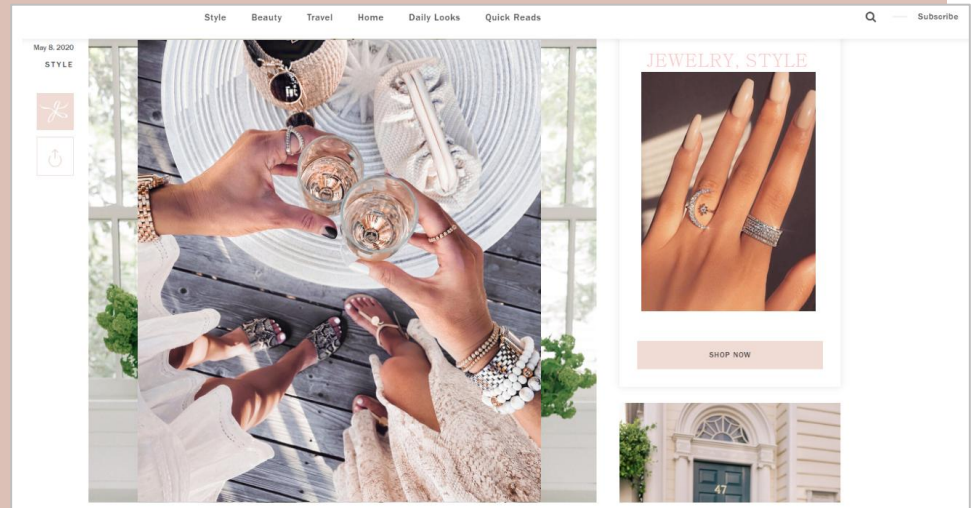 Style Beauty Travel Home Daily Looks Quick Reads Subscribe
May 8. 2020
STYLE
JEWELRY, STYLE
SHOP NOW
47